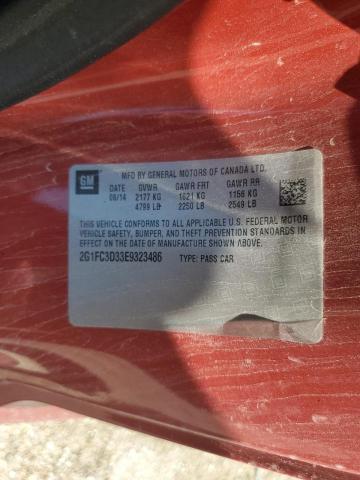 GM
MFD BY GENERAL MOTORS OF CANADA LTD.
DATE GVWR GAWR FRT GAWR RR
06/14 2177 KG 1021 KG 1156 KG
4799 LB 2250 LB 2549 LB
THIS VEHICLE CONFORMS TO ALL APPLICABLE U.S. FEDERAL MOTOR
VEHICLE SAFETY, BUMPER, AND THEFT PREVENTION STANDARDS
IN EFFECT ON THE DATE OF MANUFACTURE SHOWN ABOVE.
2G1FC3D33E9323486 TYPE: PASS CAR